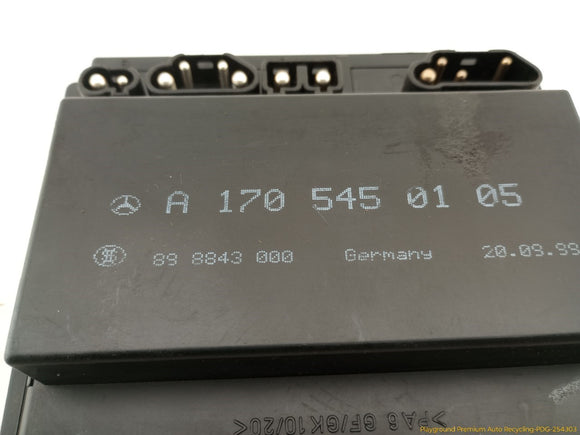 A 170 545 01 05
89 8843 000 Germany 20.09.99
>PA6 GF/GK10/20<
Playground Premium Auto Recycling-PDG-254J03